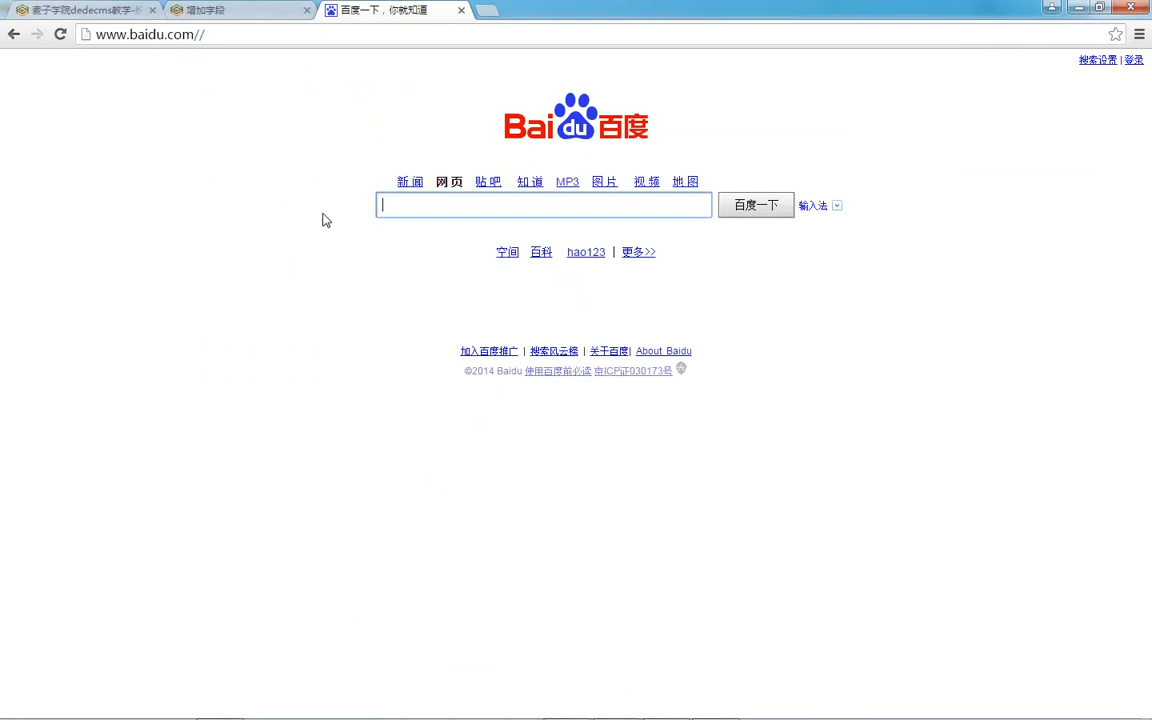 麦子学院dedecms教学-
增加字段
百度一下，你就知道
www.baidu.com//
搜索设置 | 登录
Bai du 百度
新闻 网页 贴吧 知道 MP3 图片 视频 地图
百度一下 输入法
空间 百科 hao123 | 更多>>
加入百度推广 | 搜索风云榜 | 关于百度| About Baidu
©2014 Baidu 使用百度前必读 京ICP证030173号